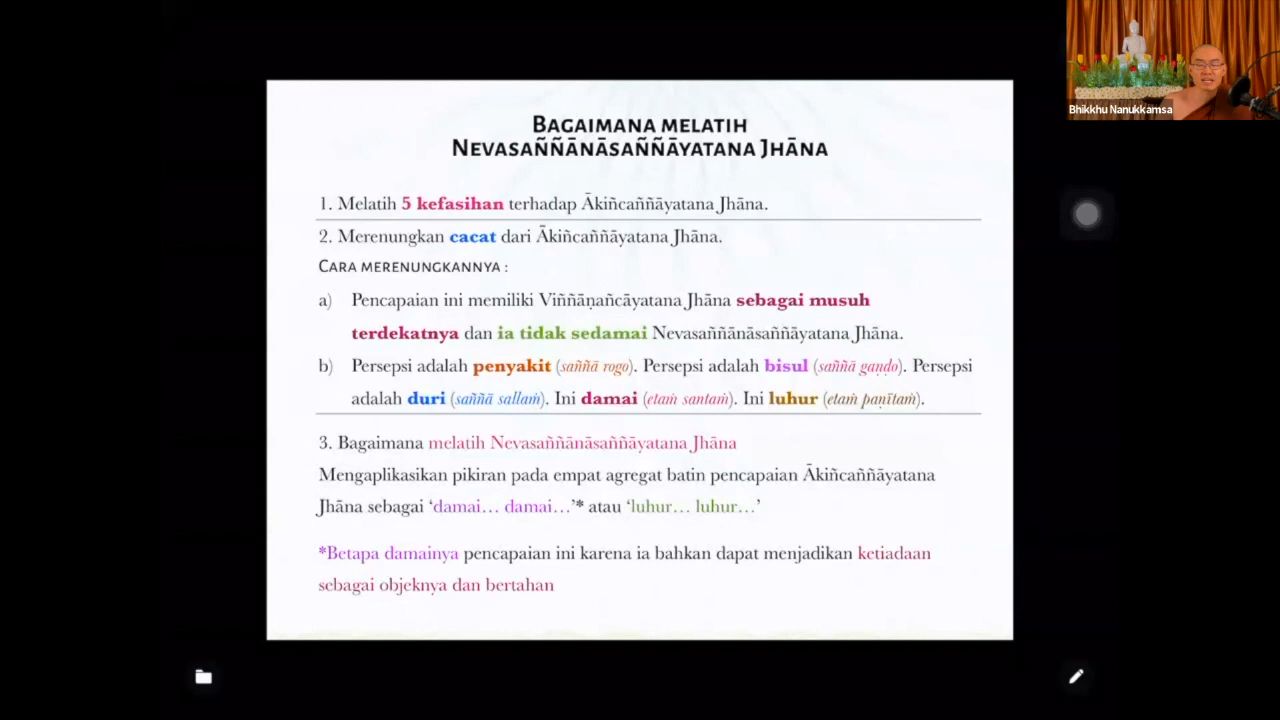 Bhikkhu Nanukkamsa
BAGAIMANA MELATIH
NEVASAÑÑĀNĀSAÑÑĀYATANA JHĀNA
1. Melatih 5 kefasihan terhadap Ākiñcaññāyatana Jhāna.
2. Merenungkan cacat dari Ākiñcaññāyatana Jhāna.
CARA MERENUNGKANNYA :
a) Pencapaian ini memiliki Viññāṇañcāyatana Jhāna sebagai musuh
terdekatnya dan ia tidak sedamai Nevasaññānāsaññāyatana Jhāna.
b) Persepsi adalah penyakit (saññā rogo). Persepsi adalah bisul (saññā gaṇḍo). Persepsi
adalah duri (saññā sallaṁ). Ini damai (etaṁ santaṁ). Ini luhur (etaṁ paṇītaṁ).
3. Bagaimana melatih Nevasaññānāsaññāyatana Jhāna
Mengaplikasikan pikiran pada empat agregat batin pencapaian Ākiñcaññāyatana
Jhāna sebagai ‘damai… damai…’* atau ‘luhur… luhur…’
*Betapa damainya pencapaian ini karena ia bahkan dapat menjadikan ketiadaan
sebagai objeknya dan bertahan